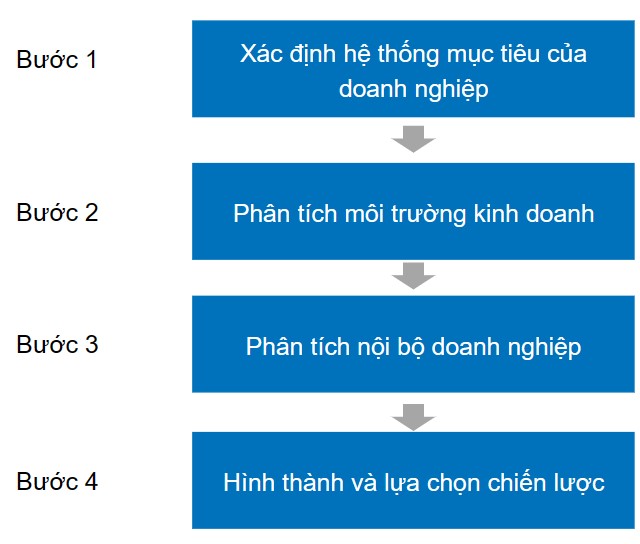 Bước 1
Xác định hệ thống mục tiêu của
doanh nghiệp
Bước 2
Phân tích môi trường kinh doanh
Bước 3
Phân tích nội bộ doanh nghiệp
Bước 4
Hình thành và lựa chọn chiến lược